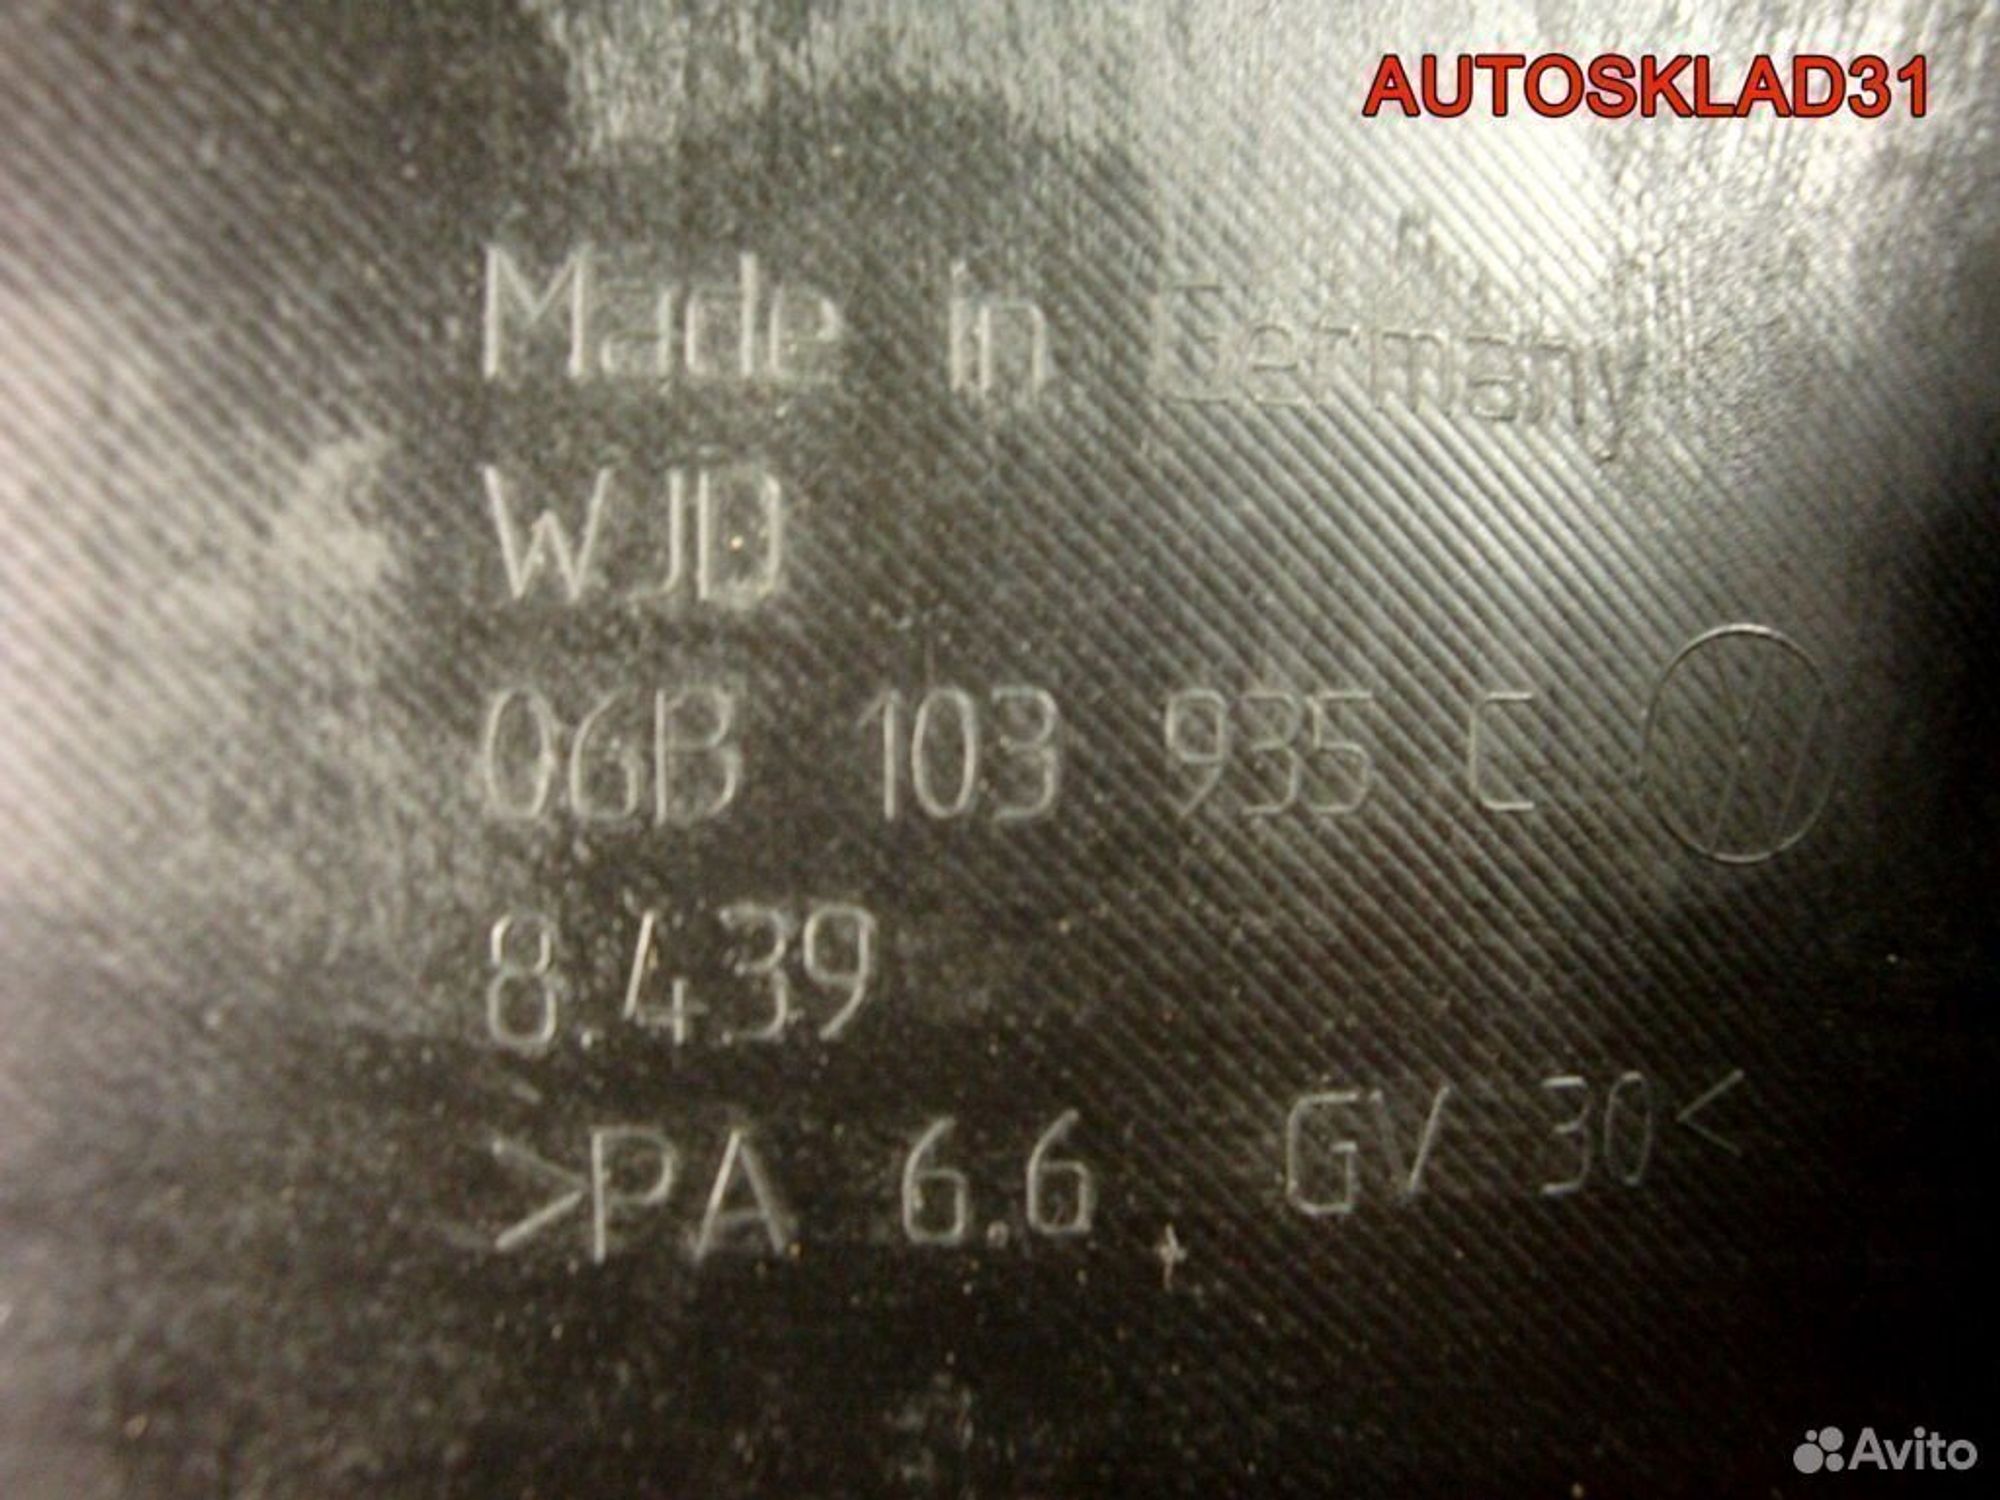 AUTOSKLAD31
Made in Germany
WJD
06B 103 935 C
8.439
>PA 6.6, GV 30<
Avito